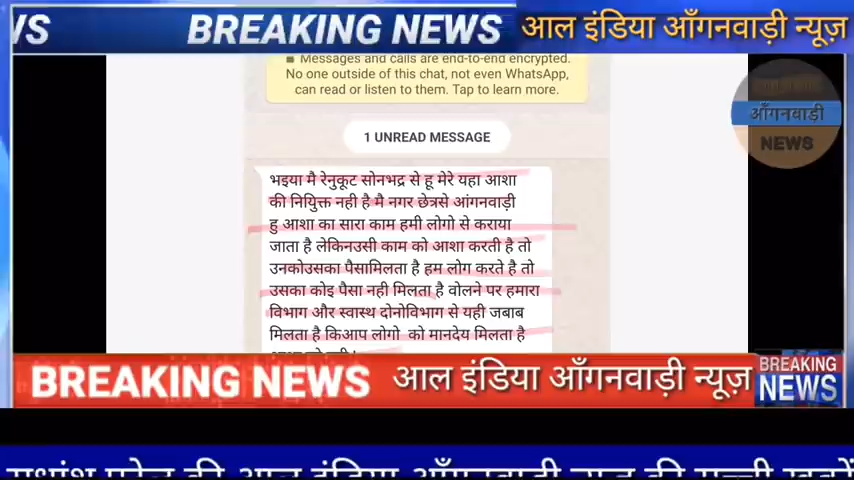 VS BREAKING NEWS आल इंडिया आँगनवाड़ी न्यूज़
Messages and calls are end-to-end encrypted.
No one outside of this chat, not even WhatsApp,
can read or listen to them. Tap to learn more.
आँगनवाड़ी
NEWS
1 UNREAD MESSAGE
भइया मै रेनुकूट सोनभद्र से हू मेरे यहा आशा
की नियुिक्त नही है मै नगर छेत्रसे आंगनवाड़ी
हु आशा का सारा काम हमी लोगो से कराया
जाता है लेकिनउसी काम को आशा करती है तो
उनकोउसका पैसामिलता है हम लोग करते है तो
उसका कोइ पैसा नही मिलता है वोलने पर हमारा
विभाग और स्वास्थ दोनोविभाग से यही जबाब
मिलता है किआप लोगो को मानदेय मिलता है
BREAKING NEWS आल इंडिया आँगनवाड़ी न्यूज़
BREAKING
NEWS
की आल इंडिया आँगनवाड़ी न्यूज़ की